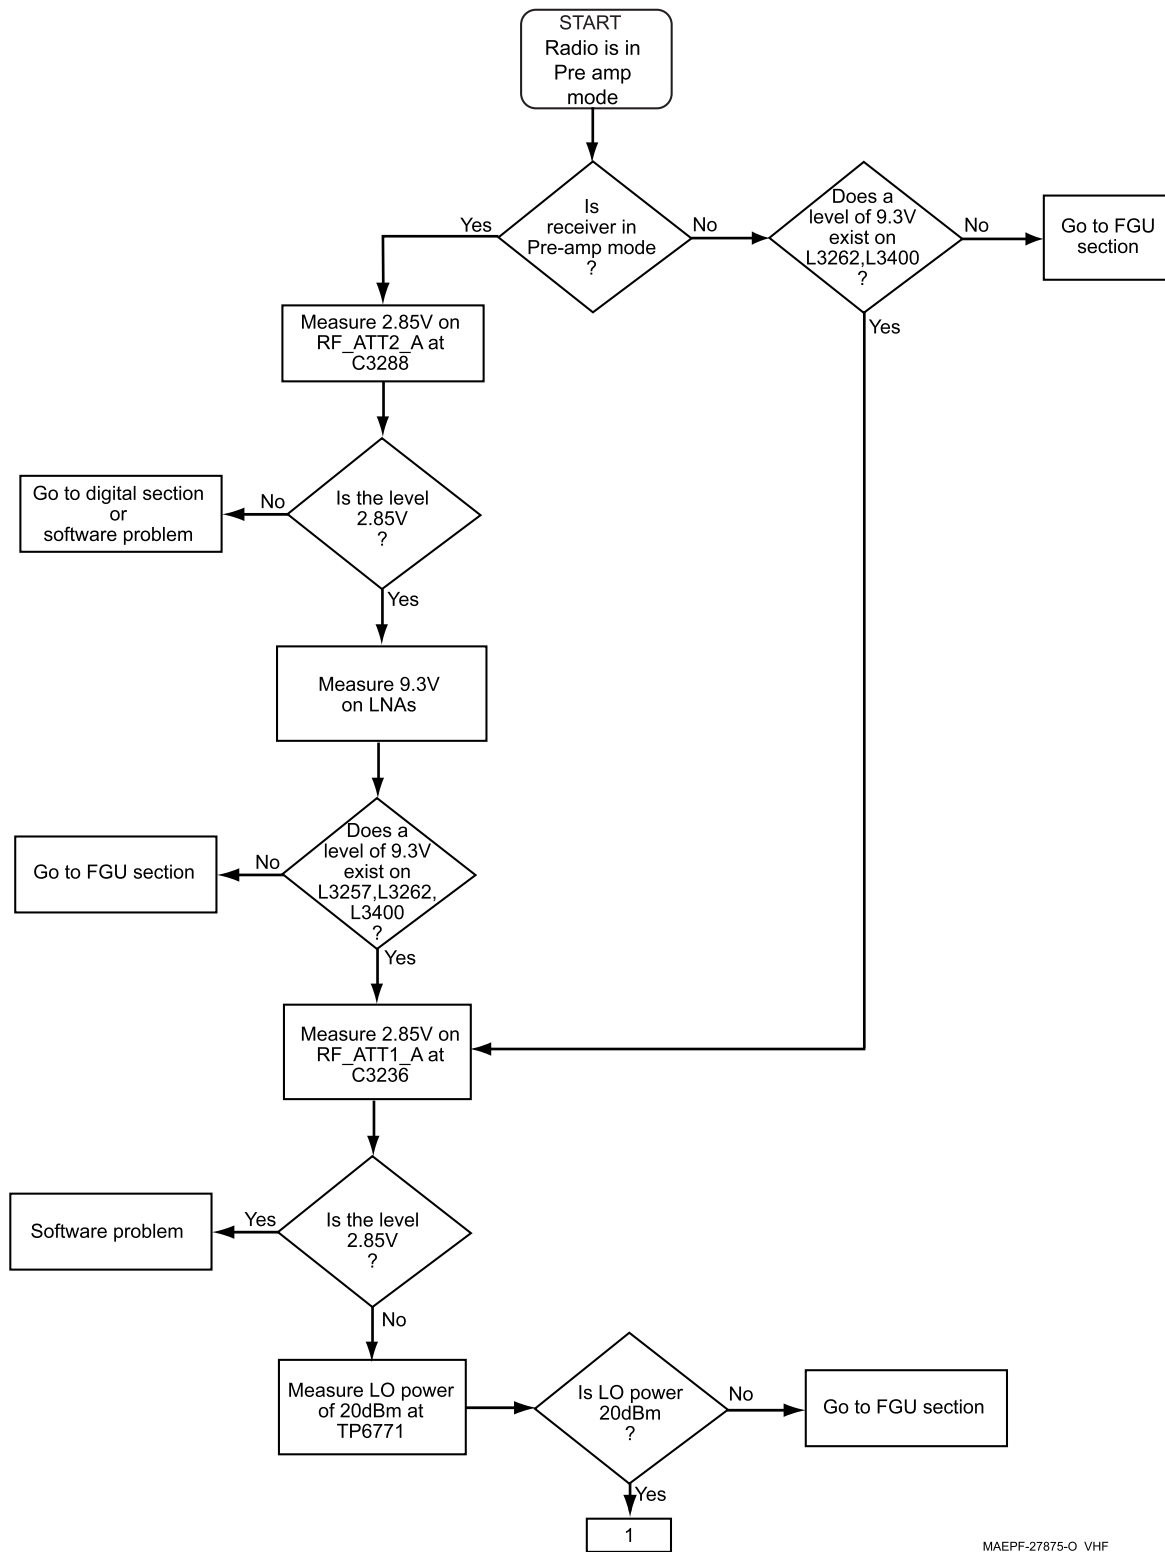 START
Radio is in
Pre amp
mode
Is
receiver in
Pre-amp mode
?
Yes
No
Does a
level of 9.3V
exist on
L3262,L3400
?
No
Go to FGU
section
Yes
Measure 2.85V on
RF_ATT2_A at
C3288
Is the level
2.85V
?
No
Go to digital section
or
software problem
Yes
Measure 9.3V
on LNAs
Does a
level of 9.3V
exist on
L3257,L3262,
L3400
?
No
Go to FGU section
Yes
Measure 2.85V on
RF_ATT1_A at
C3236
Is the level
2.85V
?
Yes
Software problem
No
Measure LO power
of 20dBm at
TP6771
Is LO power
20dBm
?
No
Go to FGU section
Yes
1
MAEPF-27875-O VHF